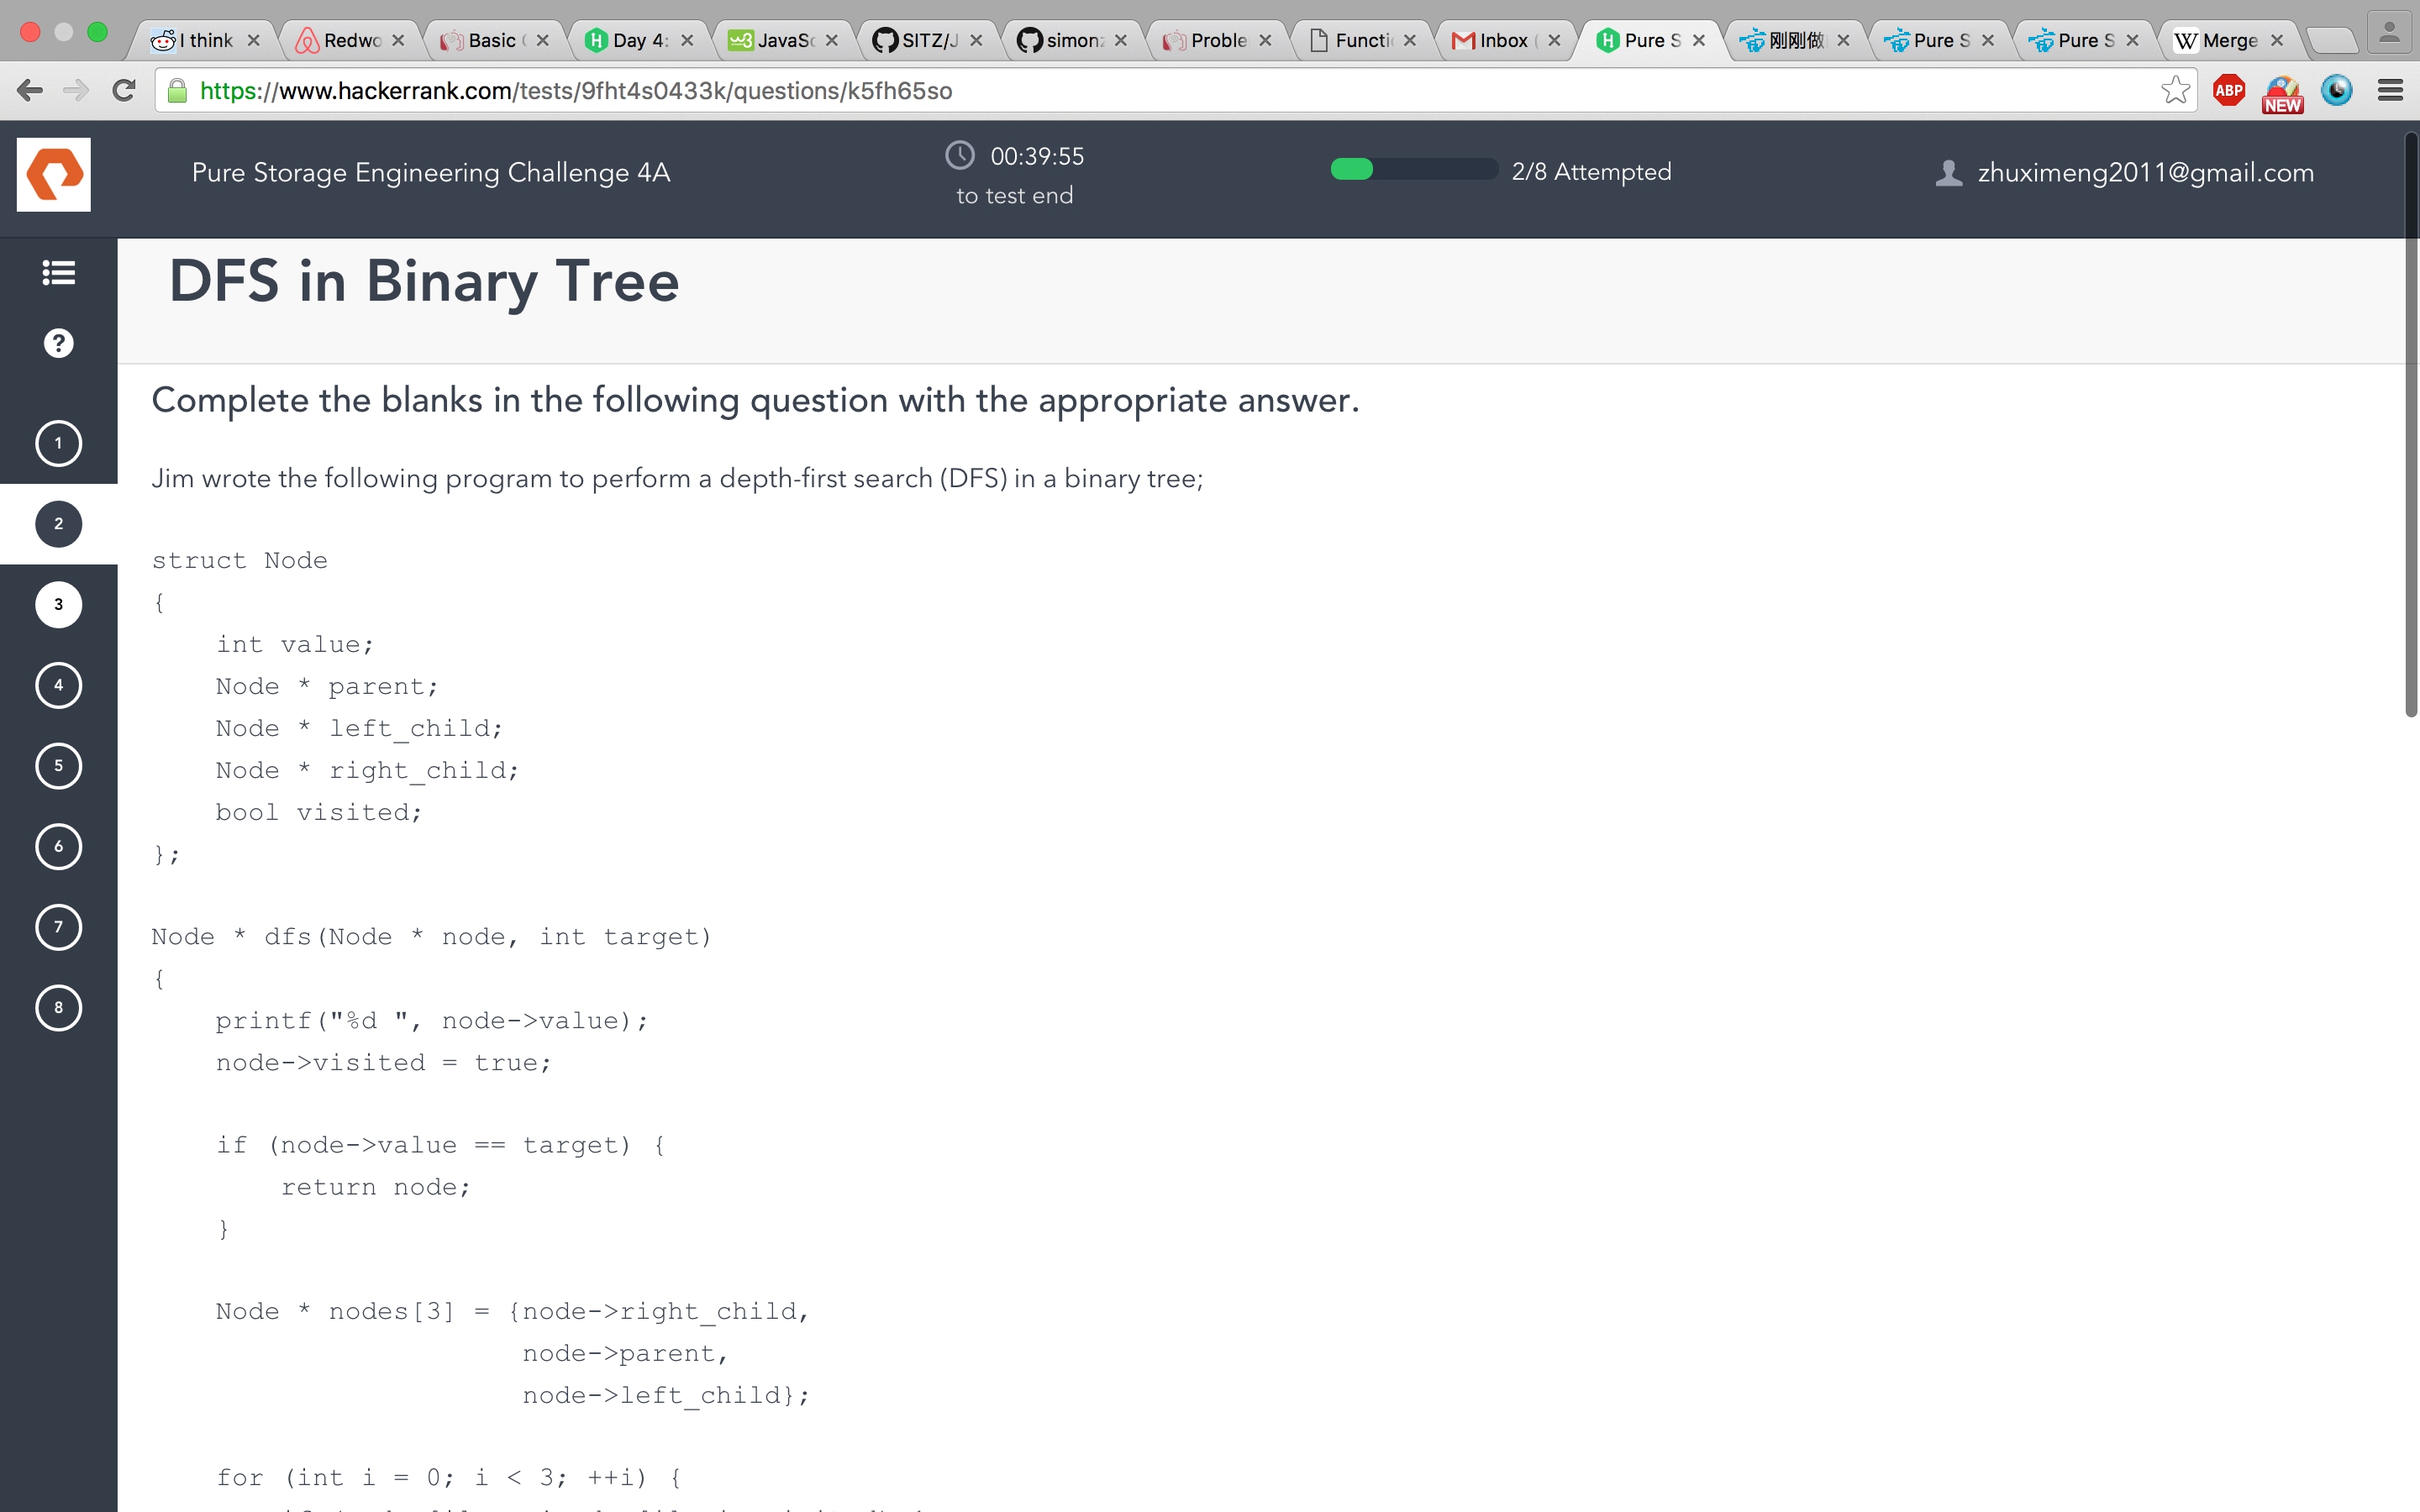 I think
Redwo
Basic (
Day 4:
JavaSc
SITZ/J
simonz
Proble
Functi
Inbox (
Pure S
刚刚做
Pure S
Pure S
W Merge
https://www.hackerrank.com/tests/9fht4s0433k/questions/k5fh65so
ABP
NEW
Pure Storage Engineering Challenge 4A
00:39:55
to test end
2/8 Attempted
zhuximeng2011@gmail.com
DFS in Binary Tree
?
1
2
3
4
5
6
7
8
Complete the blanks in the following question with the appropriate answer.
Jim wrote the following program to perform a depth-first search (DFS) in a binary tree;
struct Node
{
    int value;
    Node * parent;
    Node * left_child;
    Node * right_child;
    bool visited;
};
Node * dfs(Node * node, int target)
{
    printf("%d ", node->value);
    node->visited = true;
    if (node->value == target) {
        return node;
    }
    Node * nodes[3] = {node->right_child,
                       node->parent,
                       node->left_child};
    for (int i = 0; i < 3; ++i) {